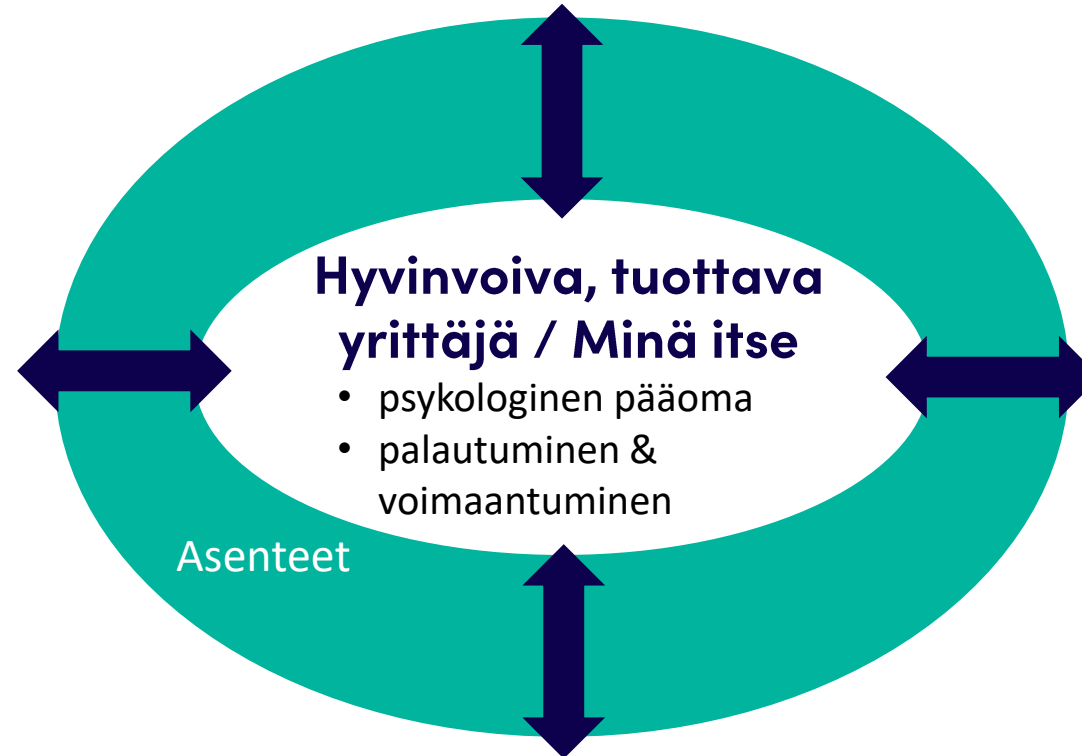 Hyvinvoiva, tuottava
yrittäjä / Minä itse
• psykologinen pääoma
• palautuminen &
voimaantuminen
Asenteet